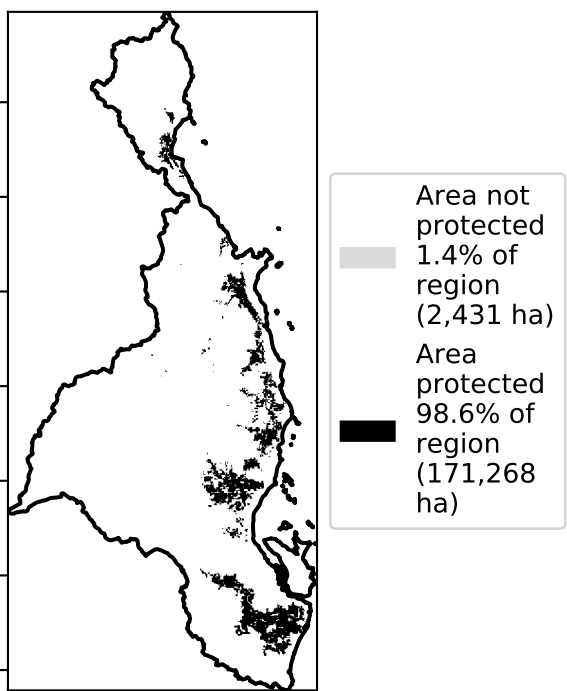 Area not
protected
1.4% of
region
(2,431 ha)
Area
protected
98.6% of
region
(171,268
ha)